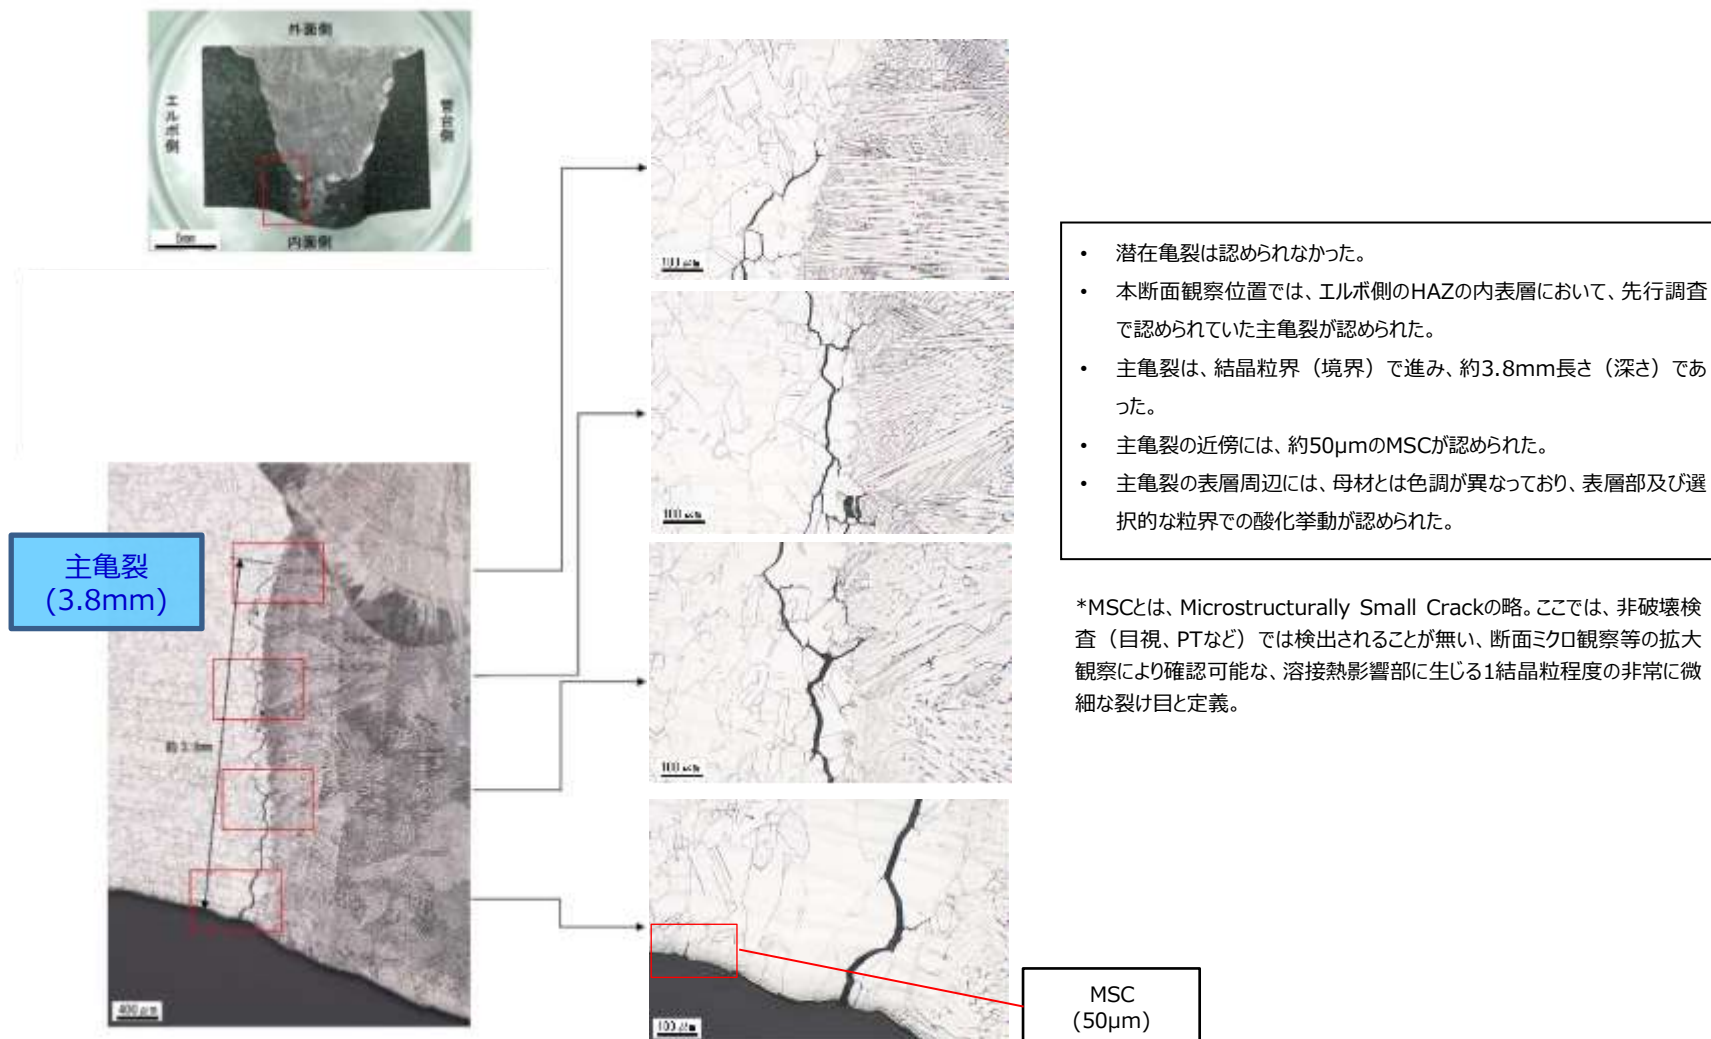 外面側
エルボ側
管台側
内面側
5mm
100μm
100μm
100μm
100μm
主亀裂
(3.8mm)
約3.8mm
400μm
MSC
(50μm)
• 潜在亀裂は認められなかった。
• 本断面観察位置では、エルボ側のHAZの内表層において、先行調査
で認められていた主亀裂が認められた。
• 主亀裂は、結晶粒界（境界）で進み、約3.8mm長さ（深さ）であ
った。
• 主亀裂の近傍には、約50μmのMSCが認められた。
• 主亀裂の表層周辺には、母材とは色調が異なっており、表層部及び選
択的な粒界での酸化挙動が認められた。
*MSCとは、Microstructurally Small Crackの略。ここでは、非破壊検
査（目視、PTなど）では検出されることが無い、断面ミクロ観察等の拡大
観察により確認可能な、溶接熱影響部に生じる1結晶粒程度の非常に微
細な裂け目と定義。